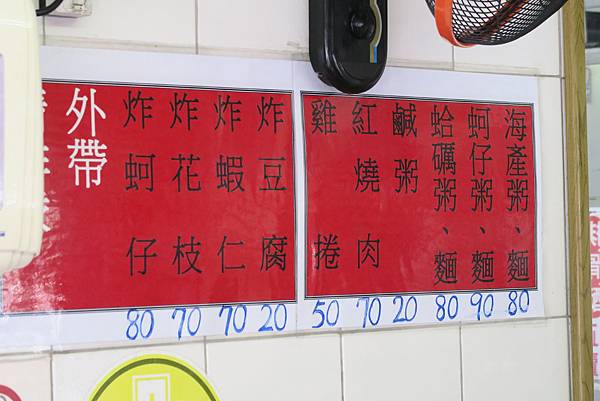 海產粥、麵 80
蚵仔粥、麵 90
蛤礪粥、麵 80
鹹粥 20
紅燒肉 70
雞捲 50
炸豆腐 20
炸蝦仁 70
炸花枝 70
炸蚵仔 80
外帶